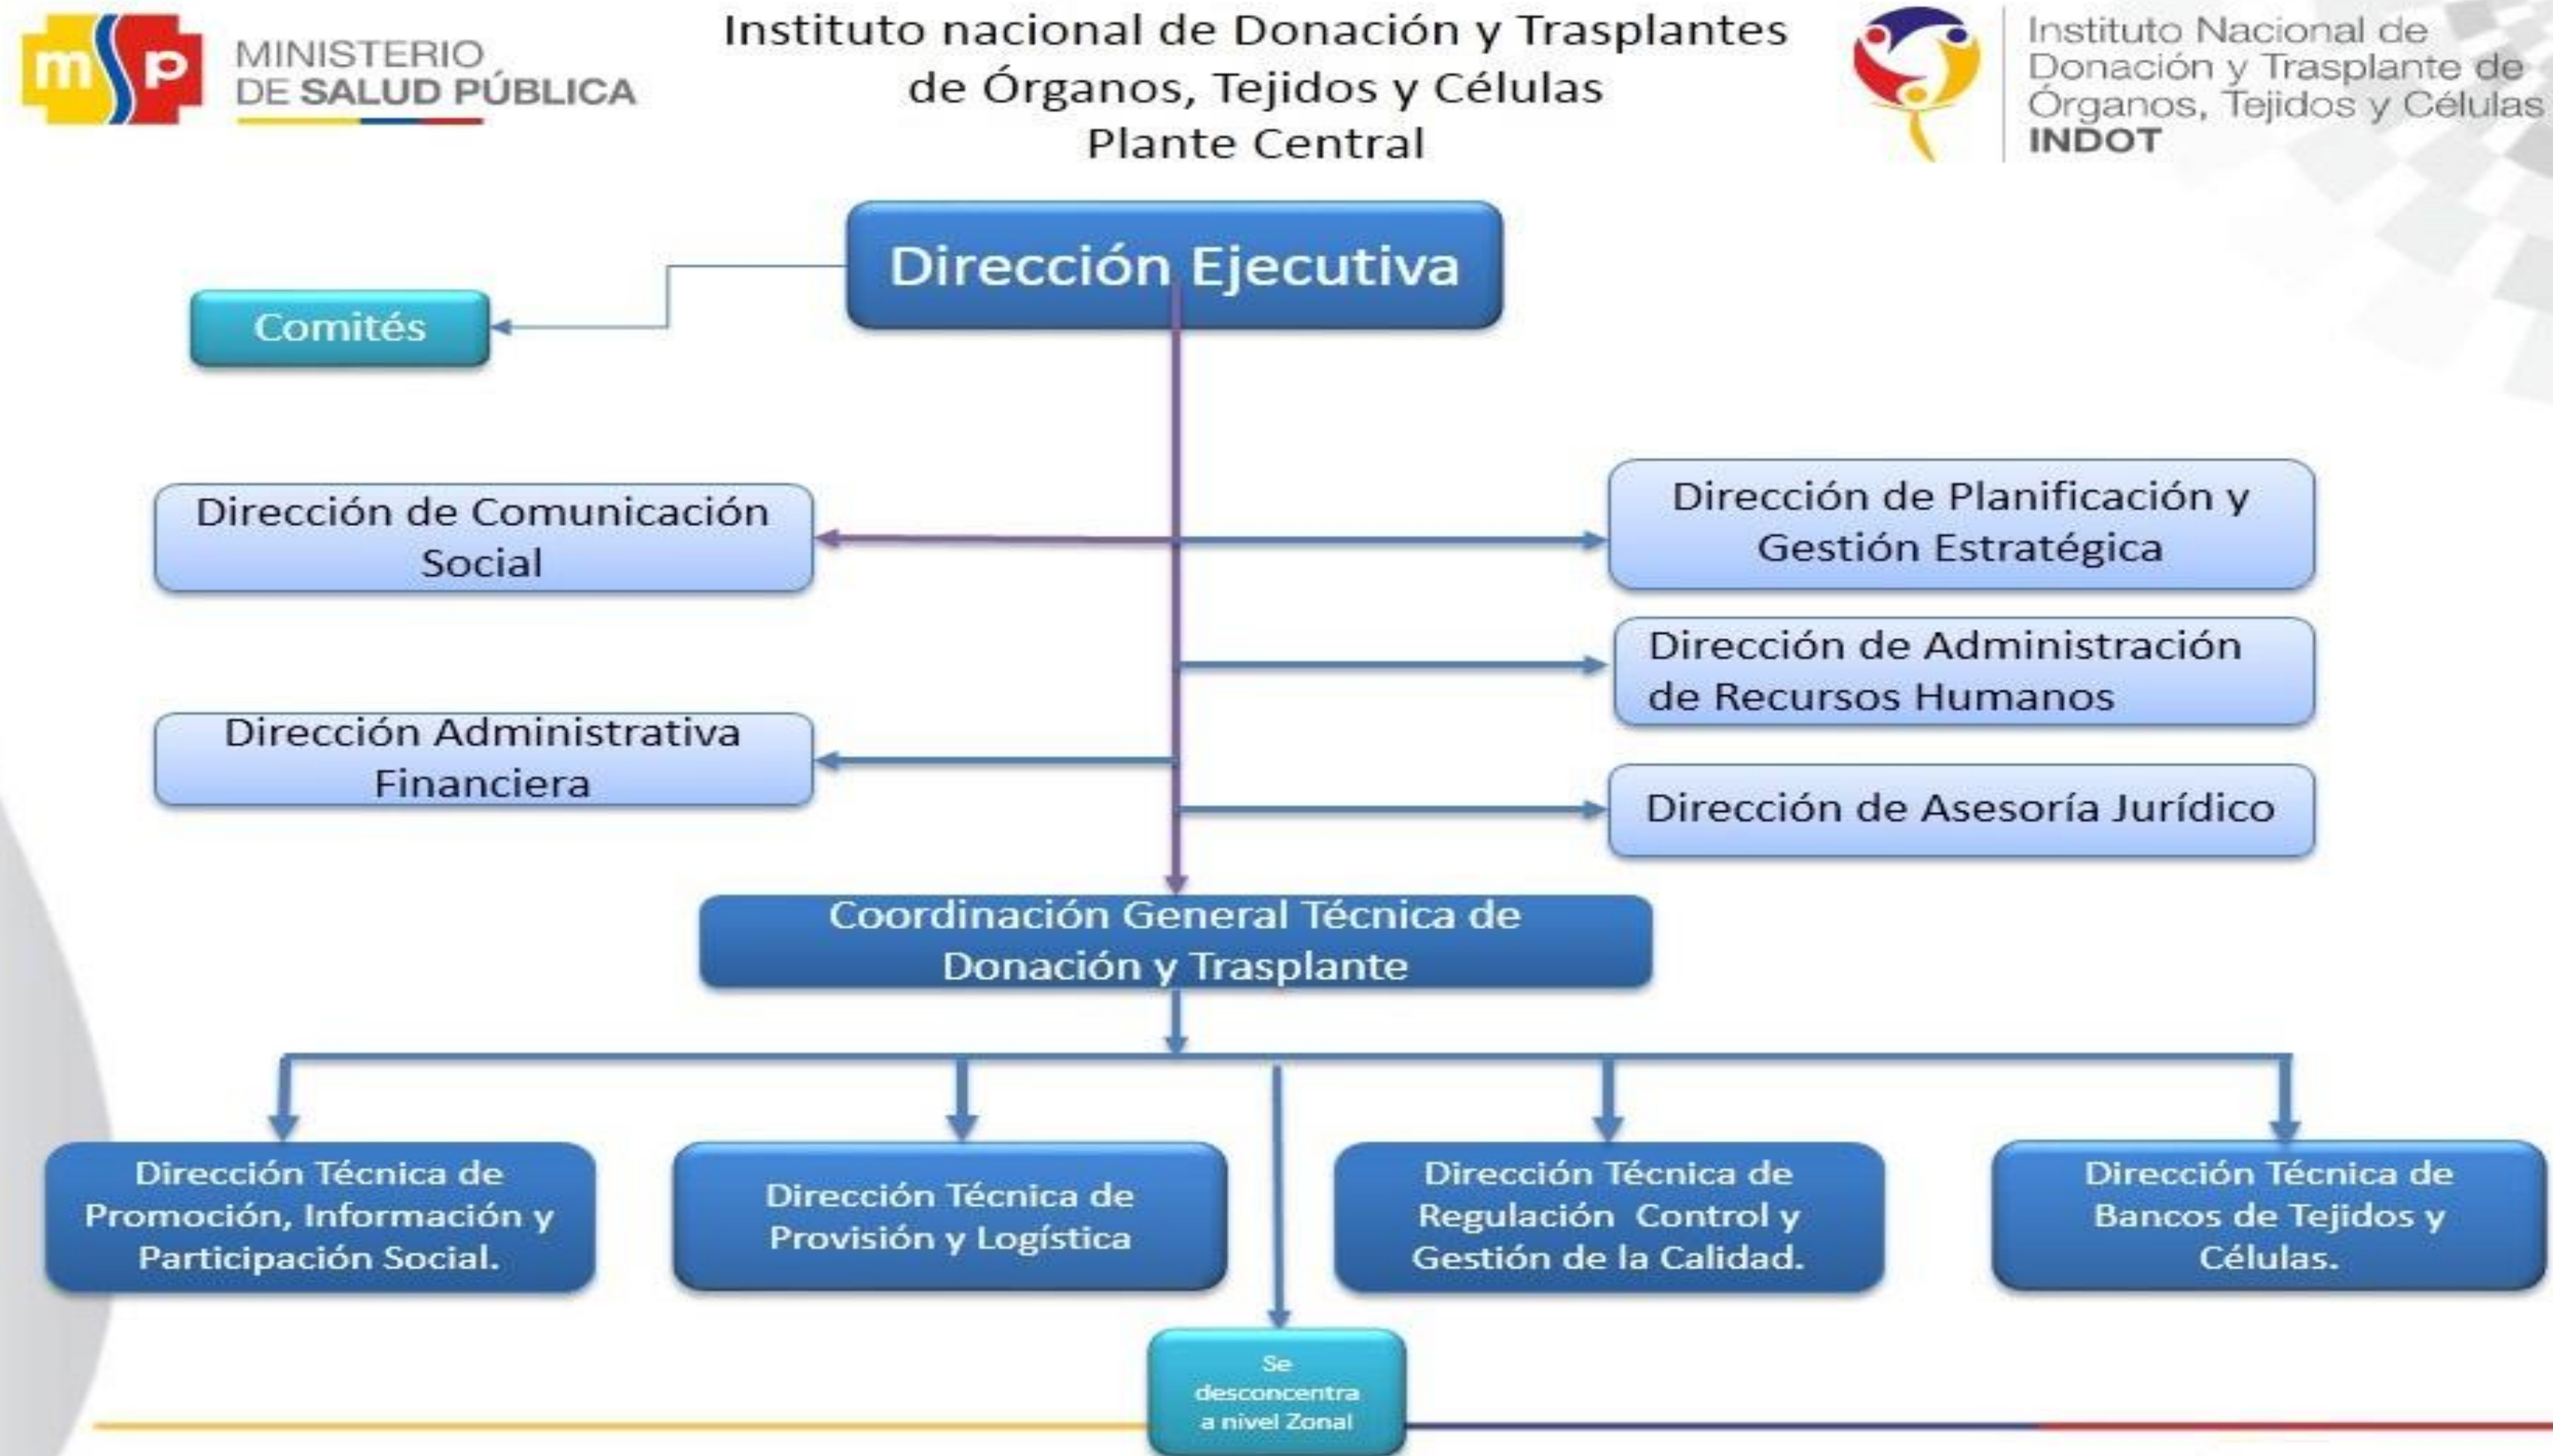 msp
MINISTERIO
DE SALUD PÚBLICA
Instituto nacional de Donación y Trasplantes
de Órganos, Tejidos y Células
Plante Central
Instituto Nacional de
Donación y Trasplante de
Órganos, Tejidos y Células
INDOT
Dirección Ejecutiva
Comités
Dirección de Comunicación
Social
Dirección de Planificación y
Gestión Estratégica
Dirección de Administración
de Recursos Humanos
Dirección Administrativa
Financiera
Dirección de Asesoría Jurídico
Coordinación General Técnica de
Donación y Trasplante
Dirección Técnica de
Promoción, Información y
Participación Social.
Dirección Técnica de
Provisión y Logística
Dirección Técnica de
Regulación Control y
Gestión de la Calidad.
Dirección Técnica de
Bancos de Tejidos y
Células.
Se
desconcentra
a nivel Zonal